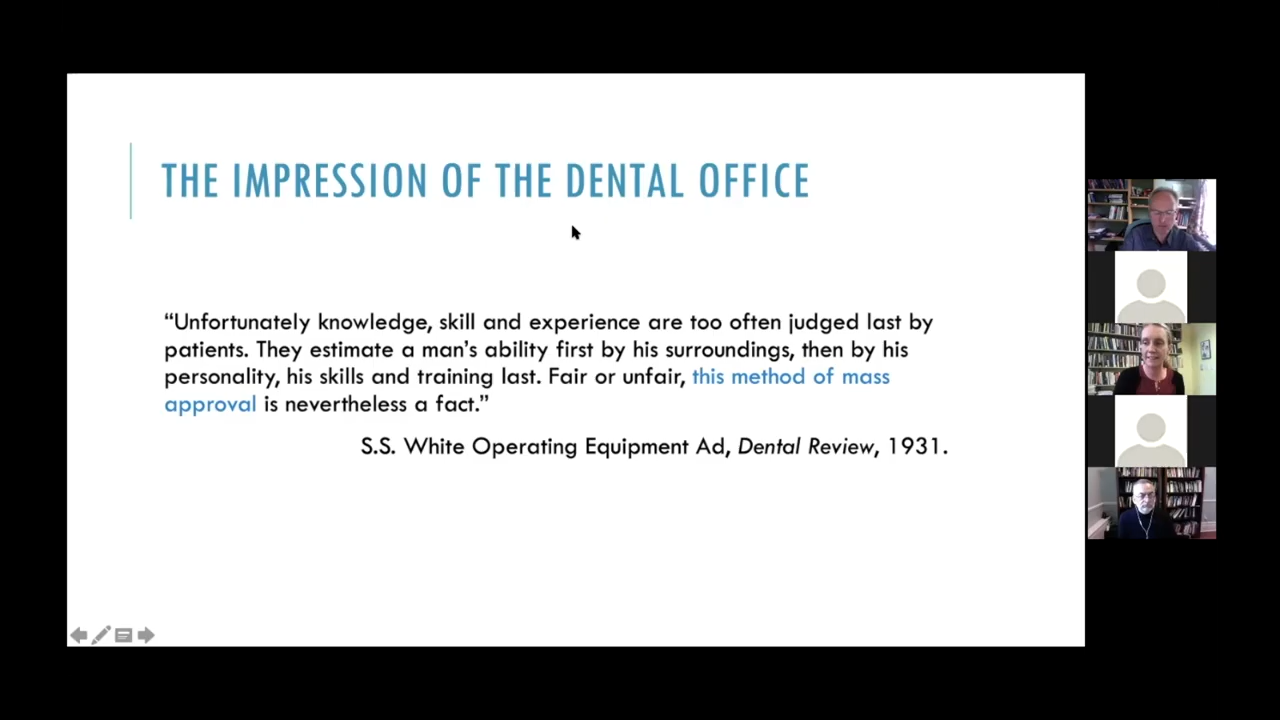 THE IMPRESSION OF THE DENTAL OFFICE
“Unfortunately knowledge, skill and experience are too often judged last by
patients. They estimate a man’s ability first by his surroundings, then by his
personality, his skills and training last. Fair or unfair, this method of mass
approval is nevertheless a fact.”
S.S. White Operating Equipment Ad, Dental Review, 1931.